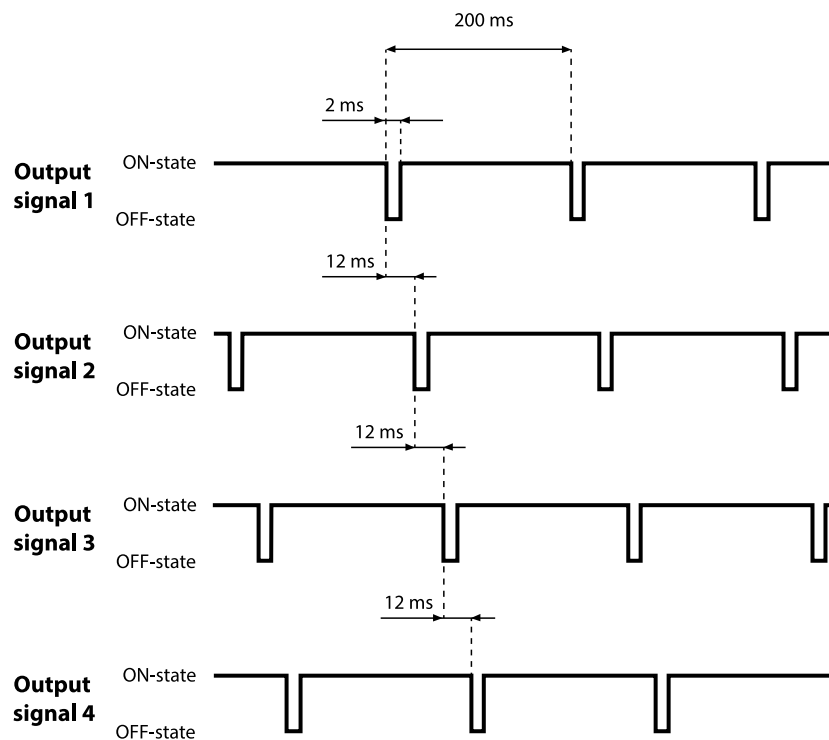 200 ms
2 ms
Output
signal 1
ON-state
OFF-state
12 ms
Output
signal 2
ON-state
OFF-state
12 ms
Output
signal 3
ON-state
OFF-state
12 ms
Output
signal 4
ON-state
OFF-state